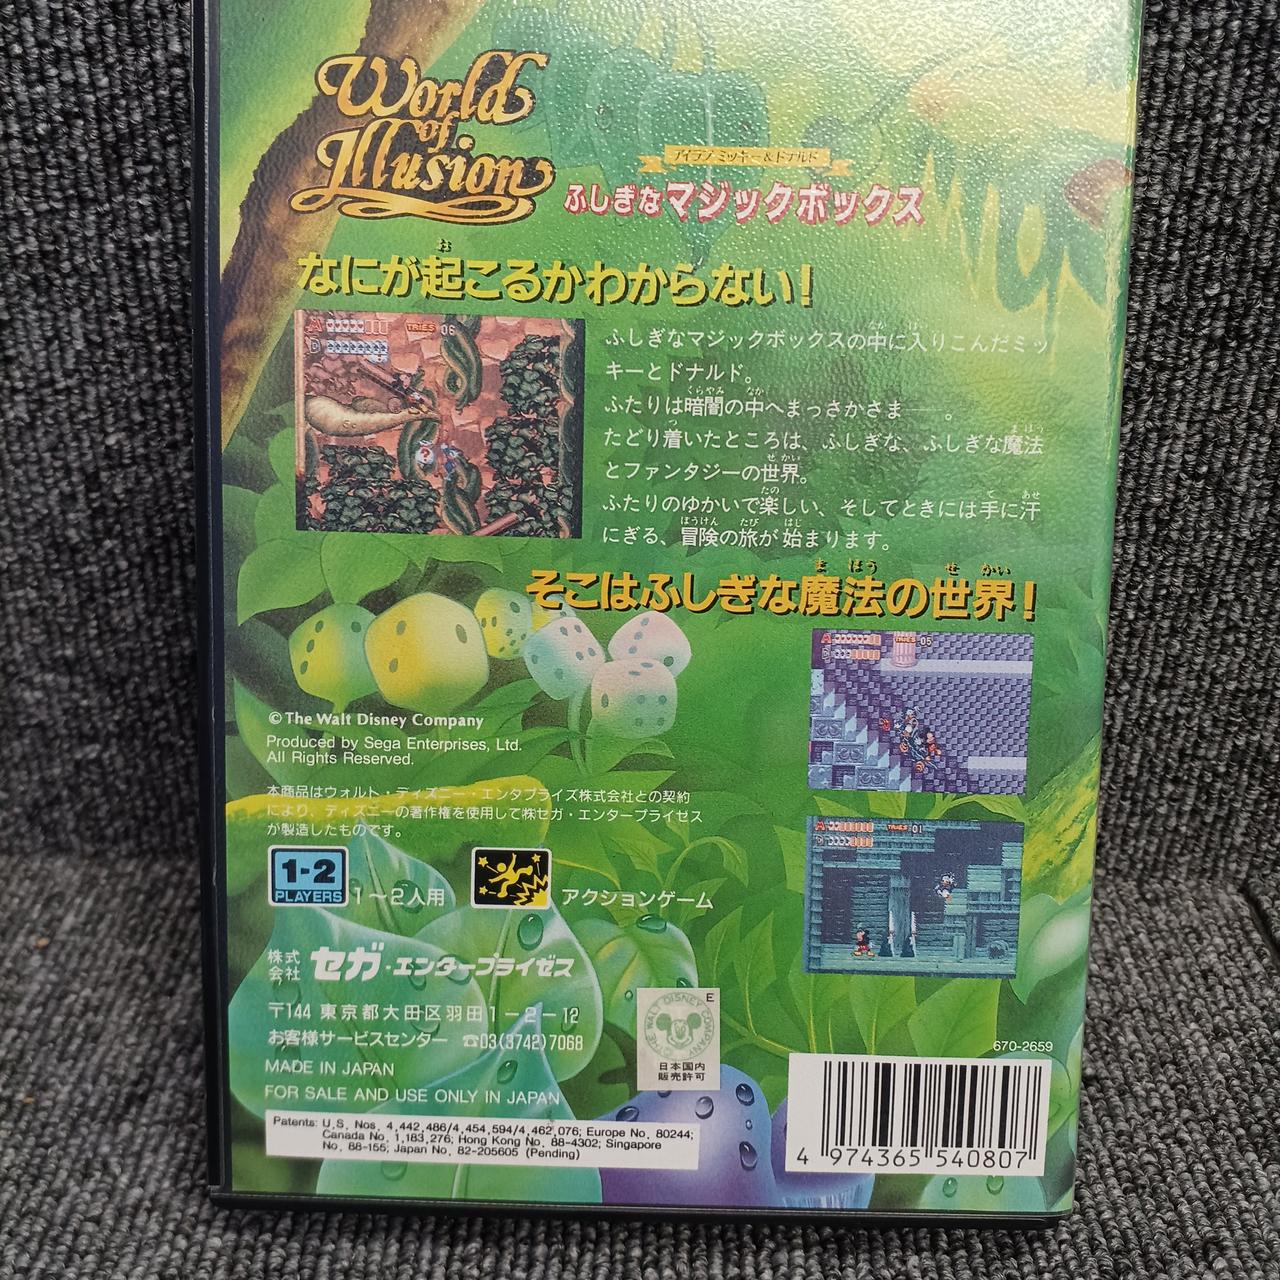 World
of
Illusion
アイラブ ミッキー&ドナルド
ふしぎなマジックボックス
なにが起こるかわからない!
ふしぎなマジックボックスの中に入りこんだミッ
キーとドナルド。
ふたりは暗闇の中へまっさかさま――。
たどり着いたところは、ふしぎな、ふしぎな魔法
とファンタジーの世界。
ふたりのゆかいで楽しい、そしてときには手に汗
にぎる、冒険の旅が始まります。
そこはふしぎな魔法の世界!
TRIES 06
TRIES 05
TRIES 01
© The Walt Disney Company
Produced by Sega Enterprises, Ltd.
All Rights Reserved.
本商品はウォルト・ディズニー・エンタプライズ株式会社との契約
により、ディズニーの著作権を使用して㈱セガ・エンタープライゼス
が製造したものです。
1-2
PLAYERS
1~2人用
アクションゲーム
株式会社 セガ・エンタープライゼス
〒144 東京都大田区羽田1-2-12
お客様サービスセンター ☎03(3742)7068
MADE IN JAPAN
FOR SALE AND USE ONLY IN JAPAN
E
THE WALT DISNEY COMPANY
日本国内
販売許可
670-2659
Patents: U.S. Nos. 4,442,486/4,454,594/4,462,076; Europe No. 80244;
Canada No. 1,183,276; Hong Kong No. 88-4302; Singapore
No. 88-155; Japan No. 82-205605 (Pending)
4 974365 540807